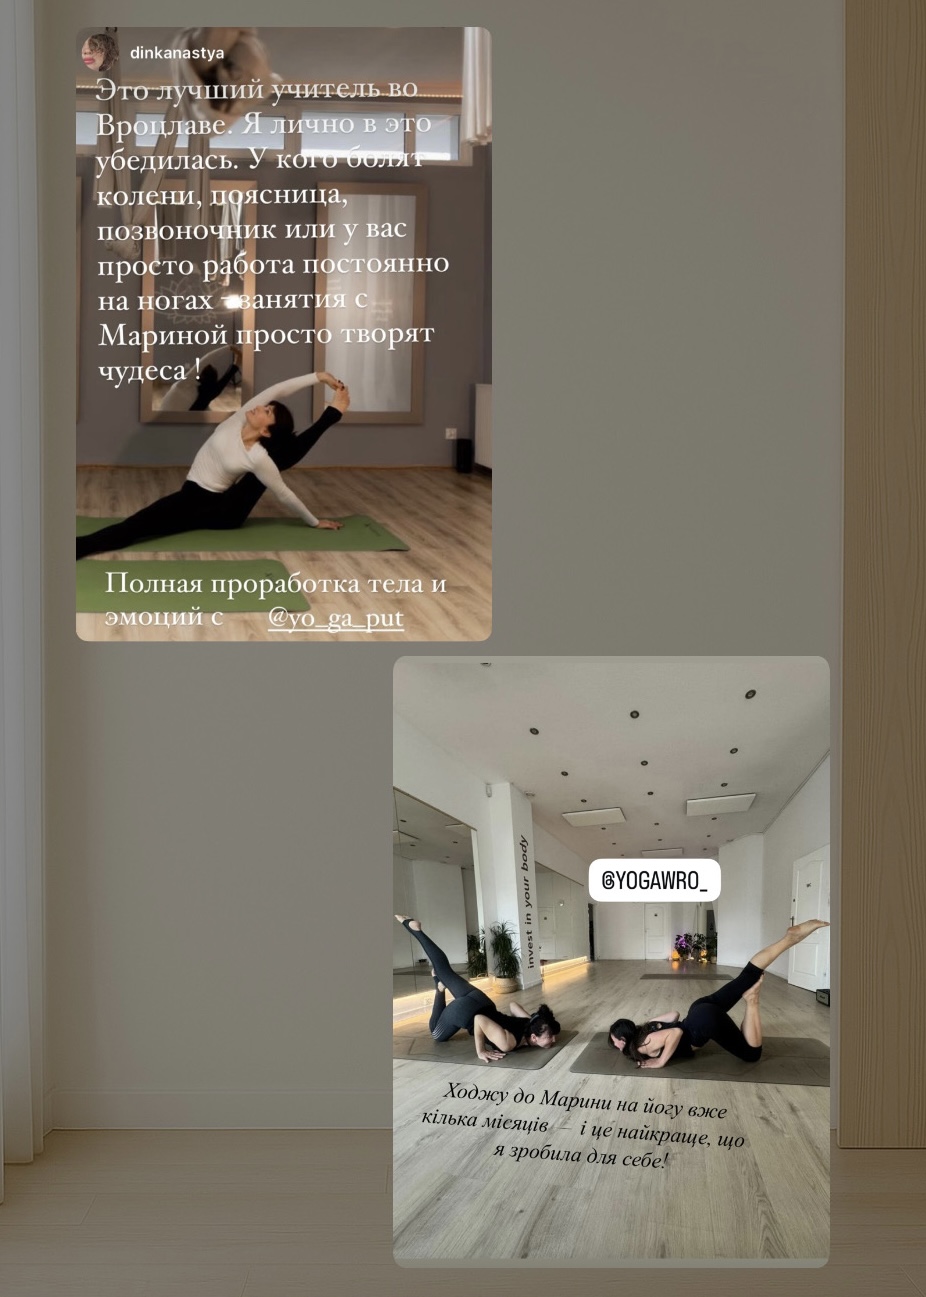 dinkanastya
Это лучший учитель во
Вроцлаве. Я лично в это
убедилась. У кого болят
колени, поясница,
позвоночник или у вас
просто работа постоянно
на ногах - занятия с
Мариной просто творят
чудеса !
Полная проработка тела и
эмоций с @yo_ga_put
@YOGAWRO_
invest in your body
Ходжу до Марини на йогу вже
кілька місяців — і це найкраще, що
я зробила для себе!